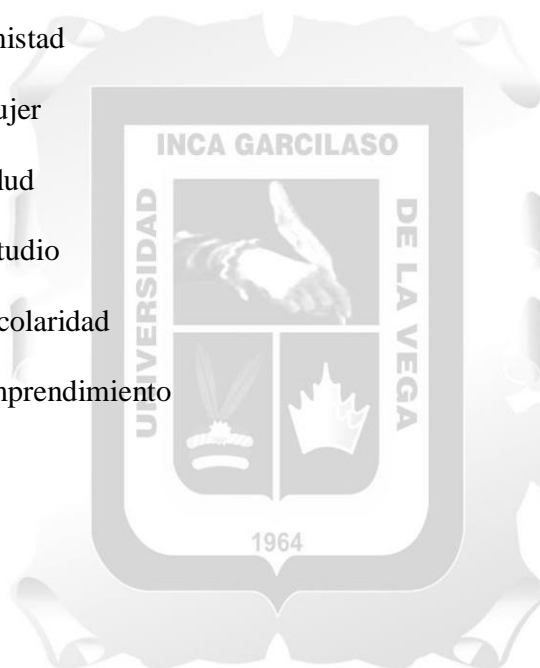 nistad
ujer
INCA GARCILASO
lud
UNIVERSIDAD
DE LA VEGA
tudio
colaridad
nprendimiento
1964